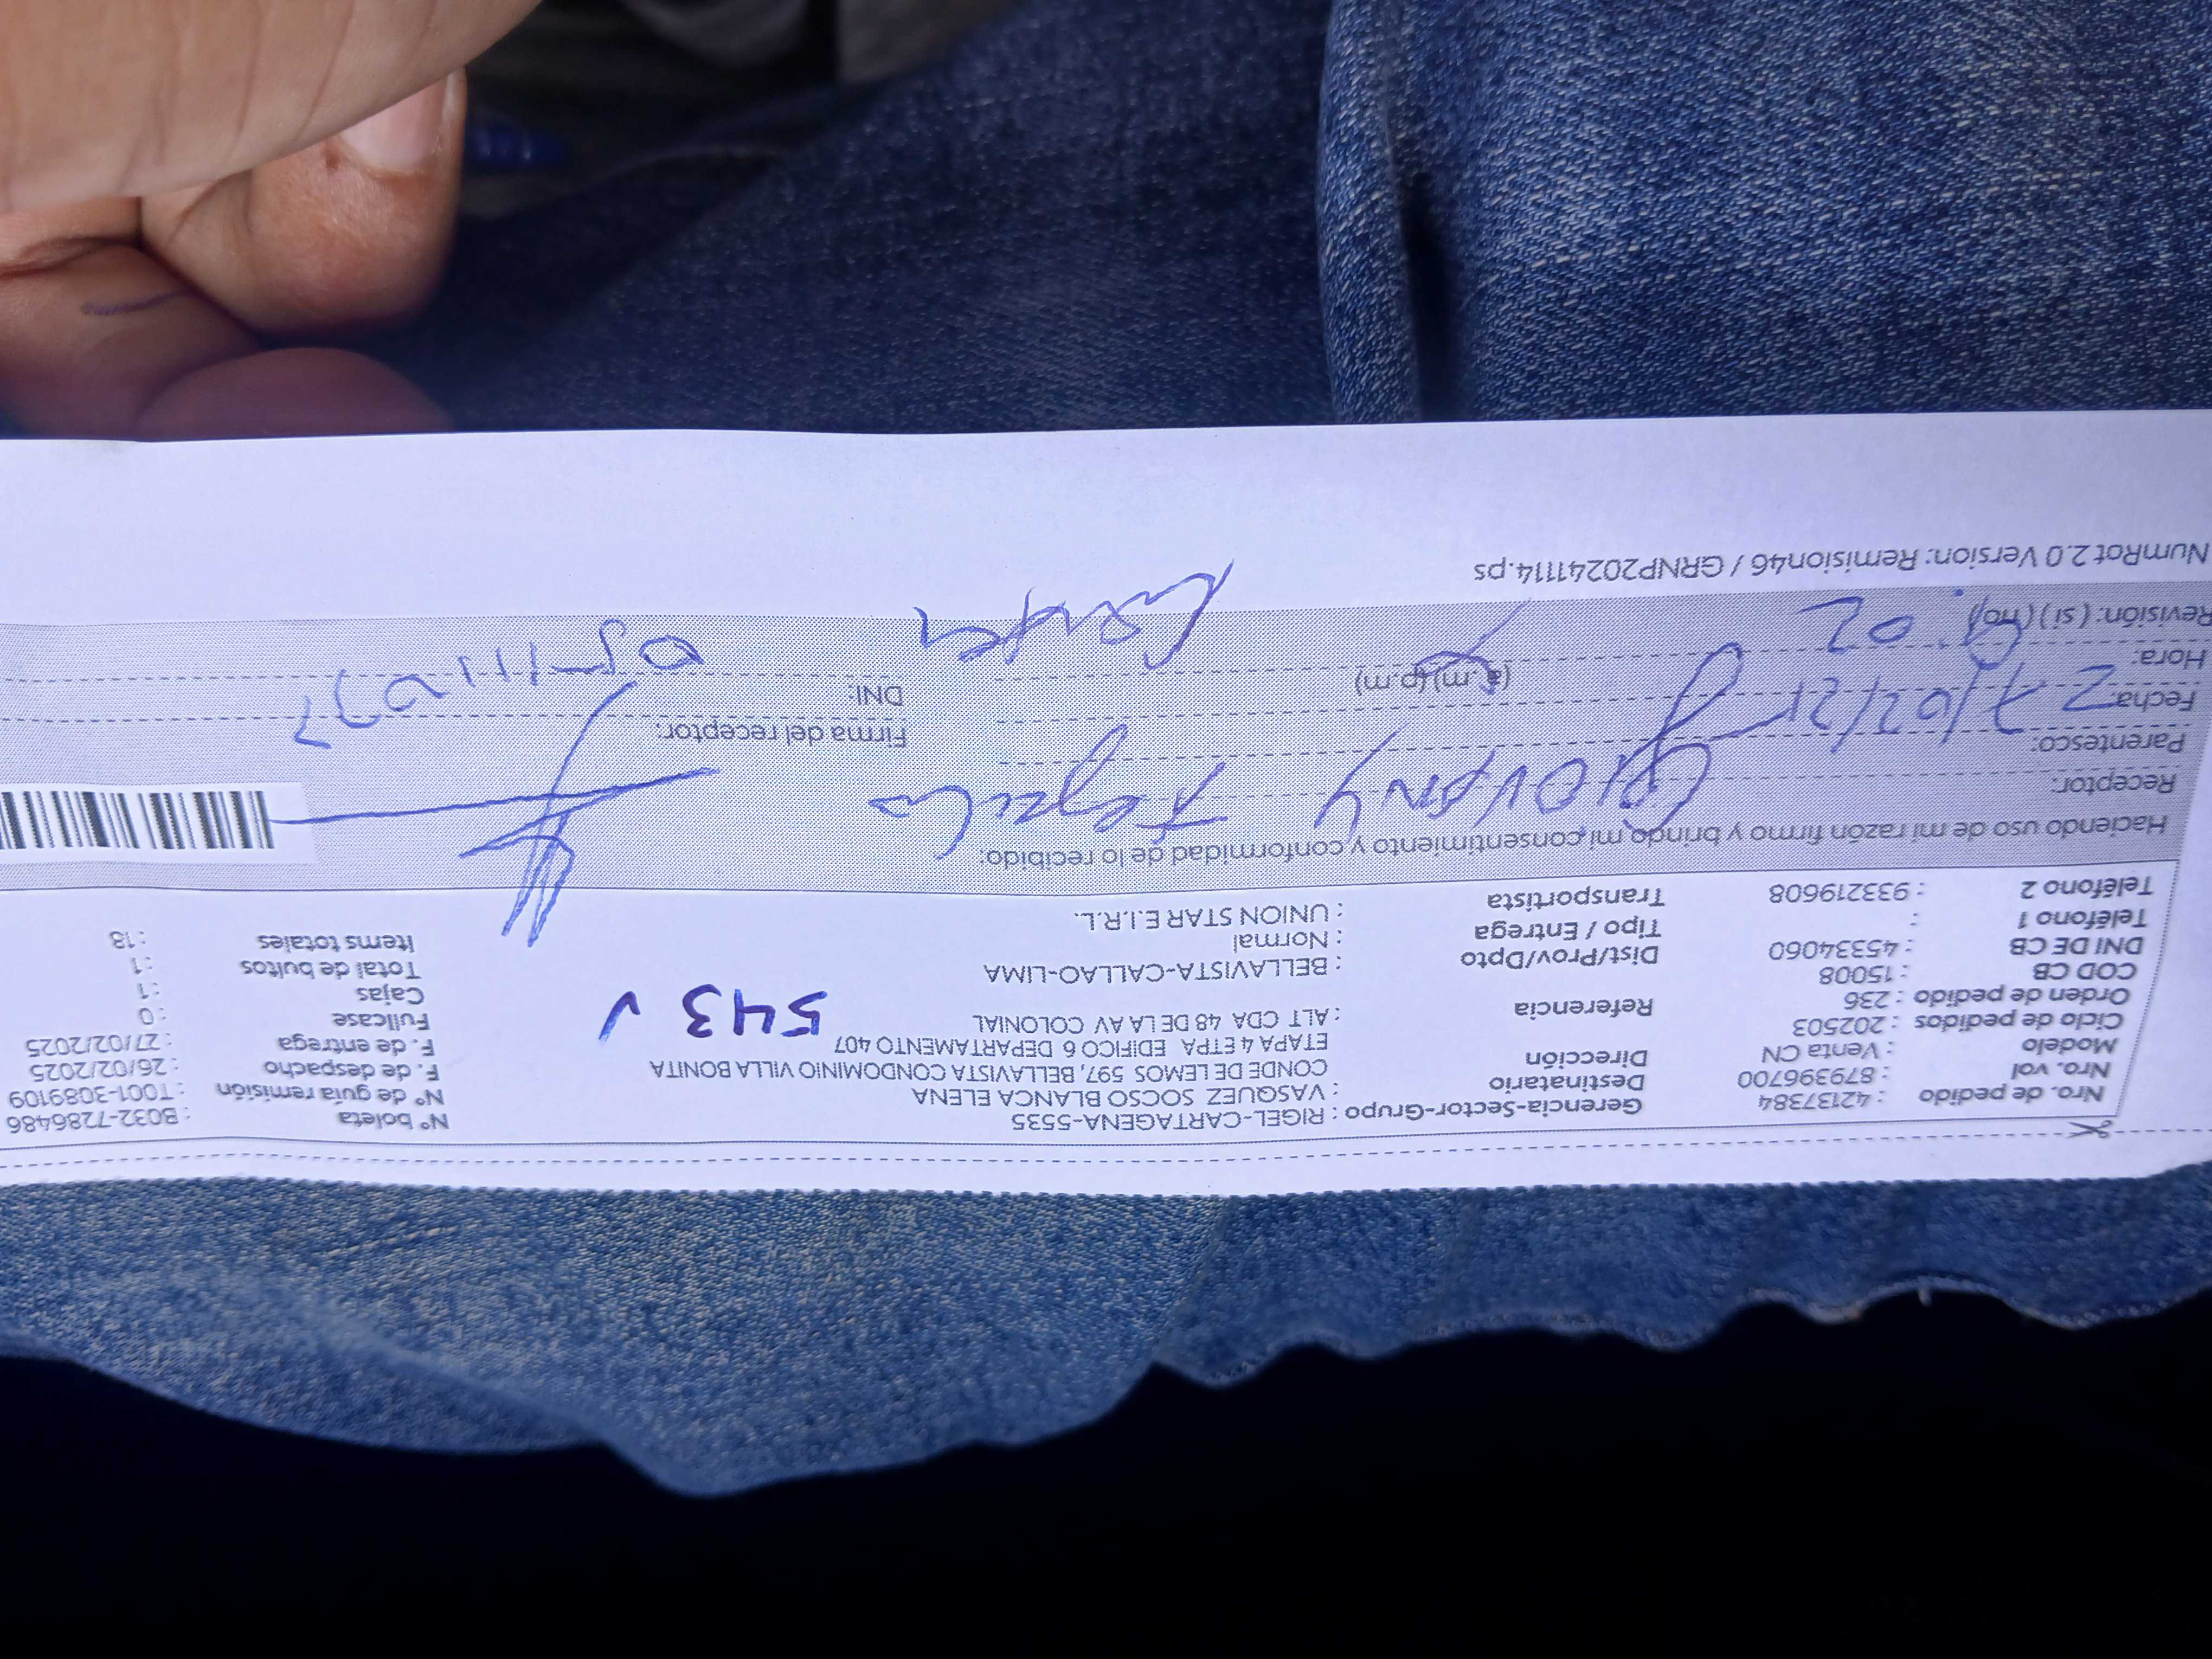 Nro. de pedido : 42137384 Gerencia-Sector-Grupo : RIGEL-CARTAGENA-5535 N° boleta : B032-7286486
Nro. vol : 879396700 Destinatario : VASQUEZ SOCSO BLANCA ELENA N° de guía remisión : T001-3089109
Modelo : Venta CN Dirección CONDE DE LEMOS 597, BELLAVISTA CONDOMINIO VILLA BONITA F. de despacho : 26/02/2025
Ciclo de pedidos : 202503 ETAPA 4 ETPA EDIFICO 6 DEPARTAMENTO 407 F. de entrega : 27/02/2025
Orden de pedido : 236 Referencia : ALT CDA 48 DE LA AV COLONIAL 543 Fullcase : 0
COD CB : 15008 Cajas : 1
DNI DE CB : 45334060 Dist/Prov/Dpto : BELLAVISTA-CALLAO-LIMA Total de bultos : 1
Teléfono 1 : Tipo / Entrega : Normal Items totales : 18
Teléfono 2 : 933219608 Transportista : UNION STAR E.I.R.L.
Haciendo uso de mi razón firmo y brindo mi consentimiento y conformidad de lo recibido:
Receptor: Giovany
Parentesco: Firma del receptor:
Fecha: 27/02/21 DNI:
Hora: 9:02 (a.m) (p.m)
Revisión: (si) (no)
NumRot 2.0 Version: Remision46 / GRNP20241114.ps